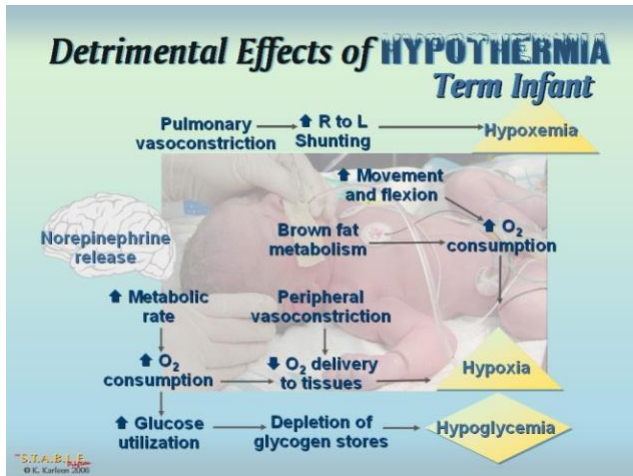 Detrimental Effects of HYPOTHERMIA
Term Infant
Pulmonary
vasoconstriction
⬆ R to L
Shunting
Hypoxemia
⬆ Movement
and flexion
Norepinephrine
release
Brown fat
metabolism
⬆ O₂
consumption
⬆ Metabolic
rate
Peripheral
vasoconstriction
⬆ O₂
consumption
⬇ O₂ delivery
to tissues
Hypoxia
⬆ Glucose
utilization
Depletion of
glycogen stores
Hypoglycemia
The S.T.A.B.L.E. Program
© K. Karlsen 2006